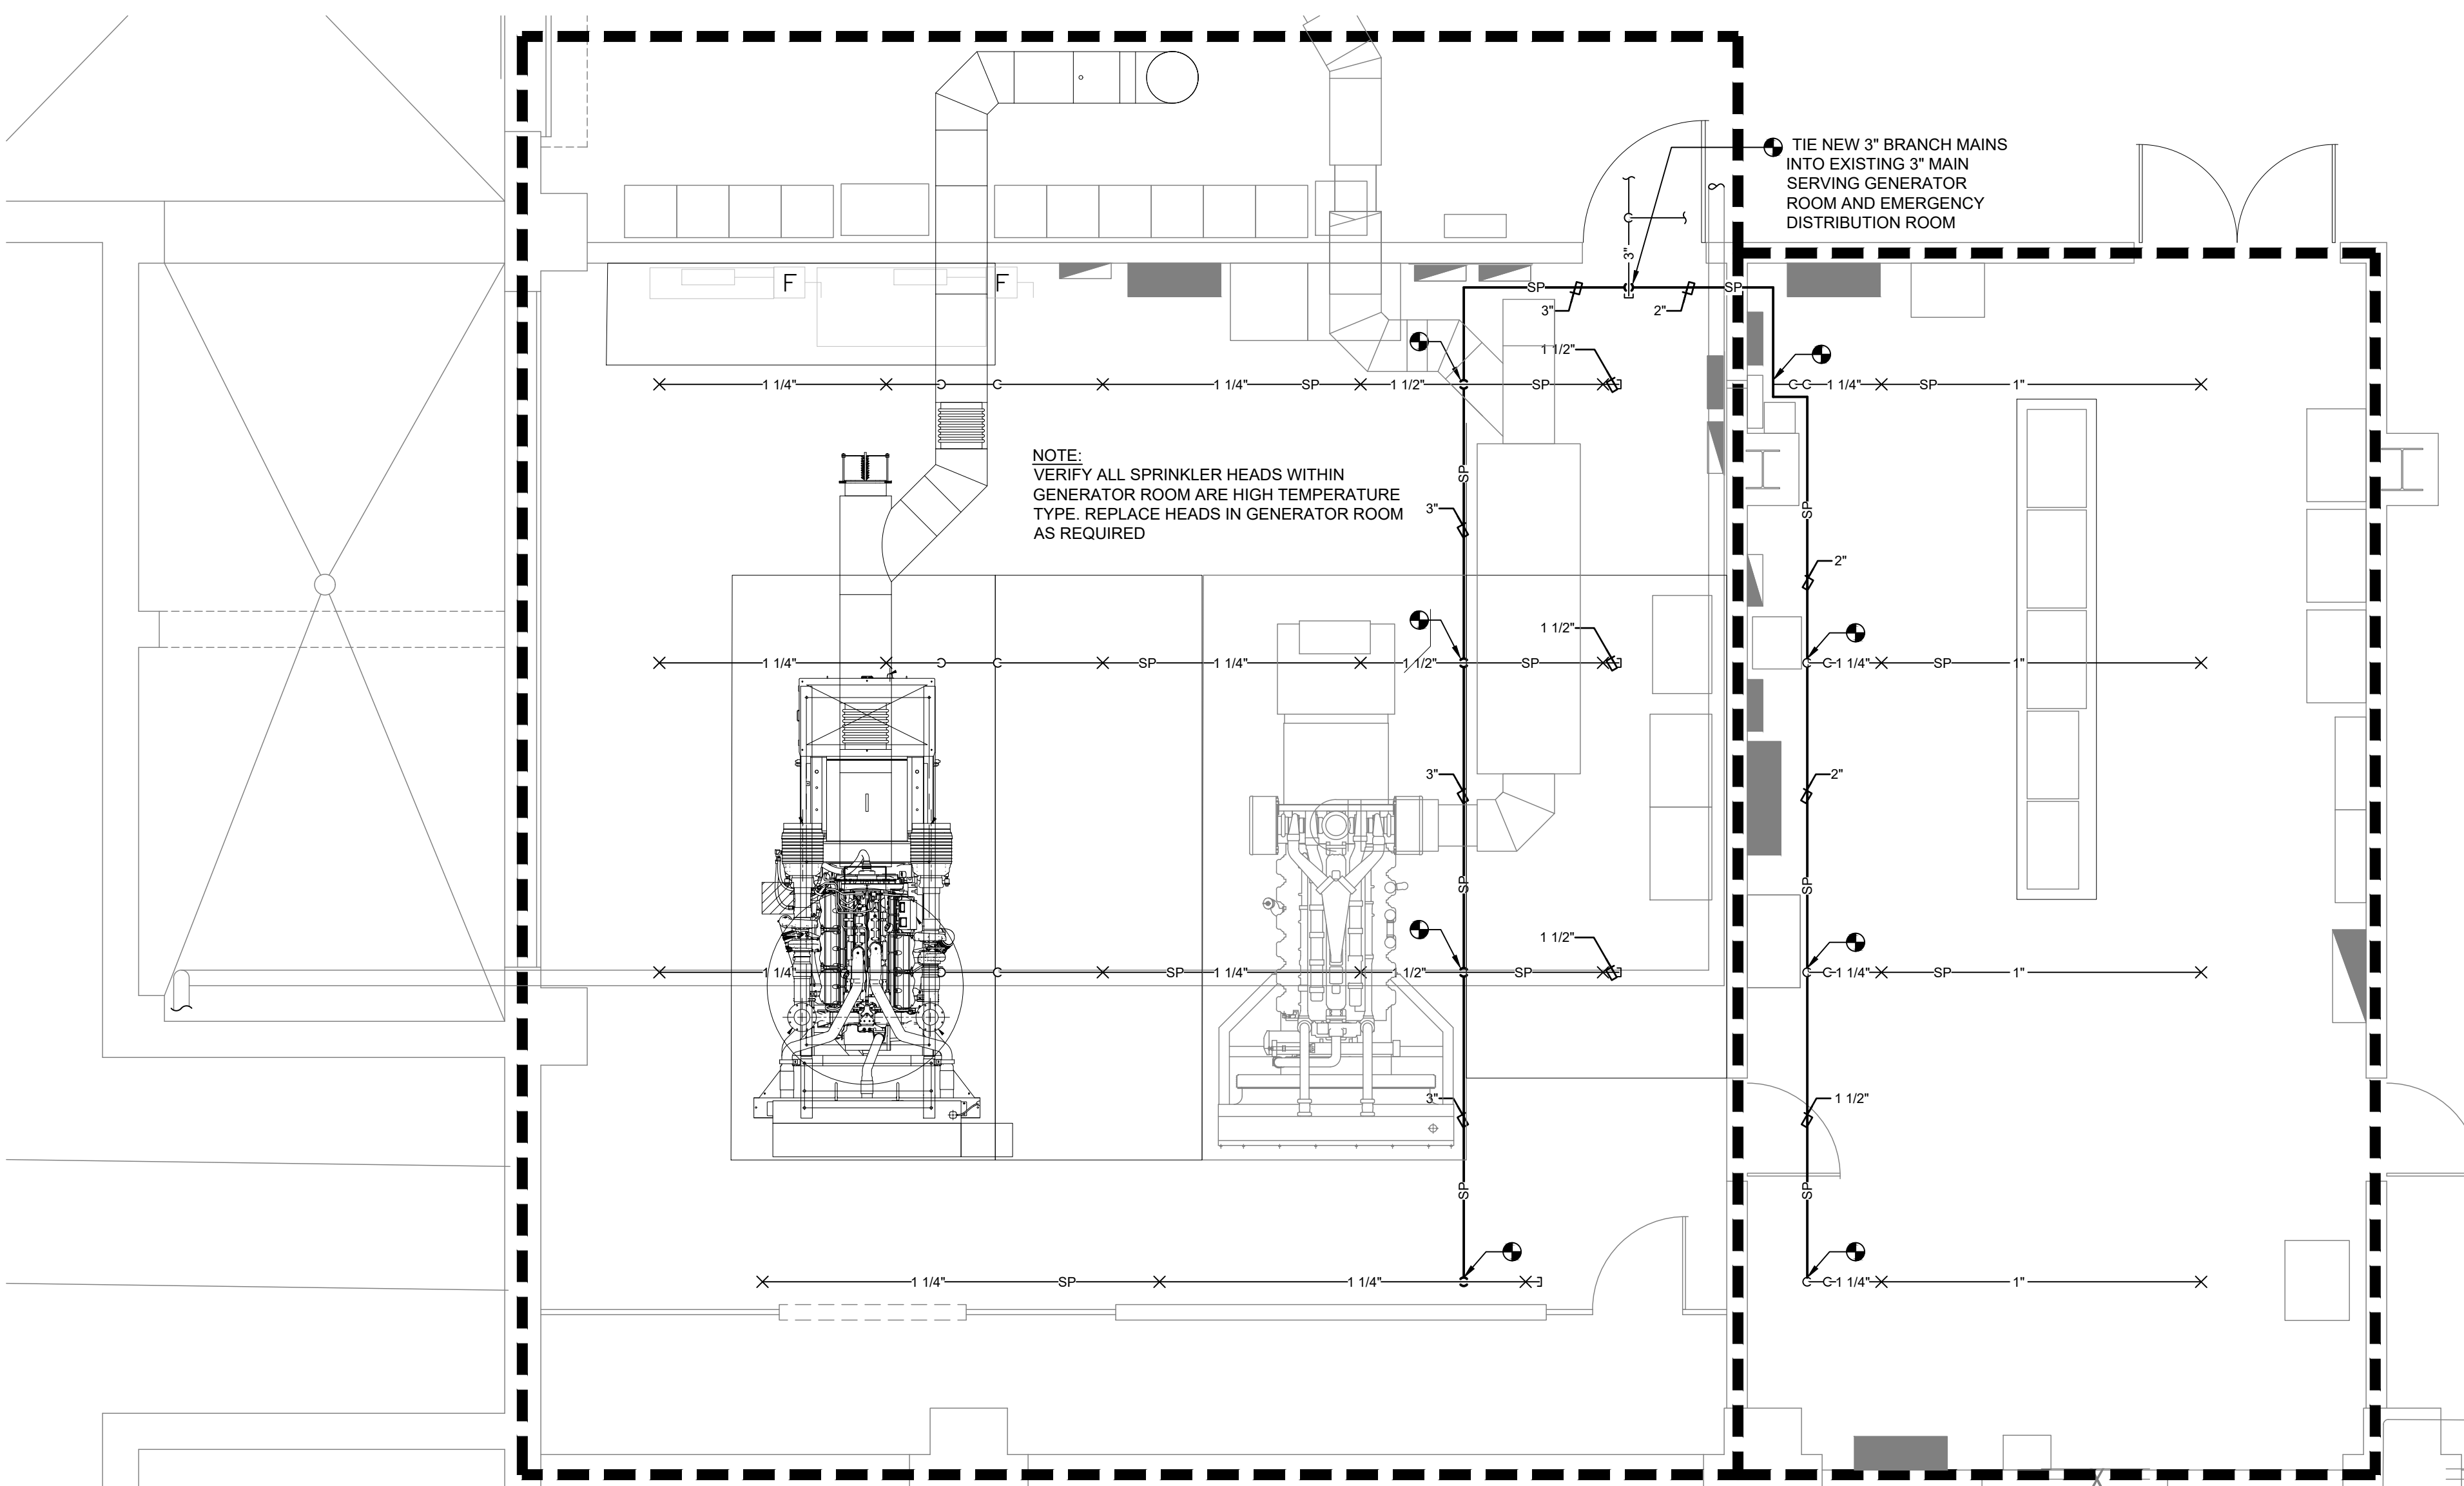 TIE NEW 3" BRANCH MAINS
INTO EXISTING 3" MAIN
SERVING GENERATOR
ROOM AND EMERGENCY
DISTRIBUTION ROOM
3"
F
F
SP
SP
3"
2"
1 1/2"
1 1/4"
1 1/4"
SP
1 1/2"
SP
1 1/4"
SP
1"
NOTE:
VERIFY ALL SPRINKLER HEADS WITHIN
GENERATOR ROOM ARE HIGH TEMPERATURE
TYPE. REPLACE HEADS IN GENERATOR ROOM
AS REQUIRED
SP
3"
SP
2"
1 1/2"
1 1/4"
SP
1 1/4"
1 1/2"
SP
1 1/4"
SP
1"
3"
2"
SP
SP
1 1/2"
1 1/4"
SP
1 1/4"
1 1/2"
SP
1 1/4"
SP
1"
3"
1 1/2"
SP
SP
1 1/4"
SP
1 1/4"
1 1/4"
1"